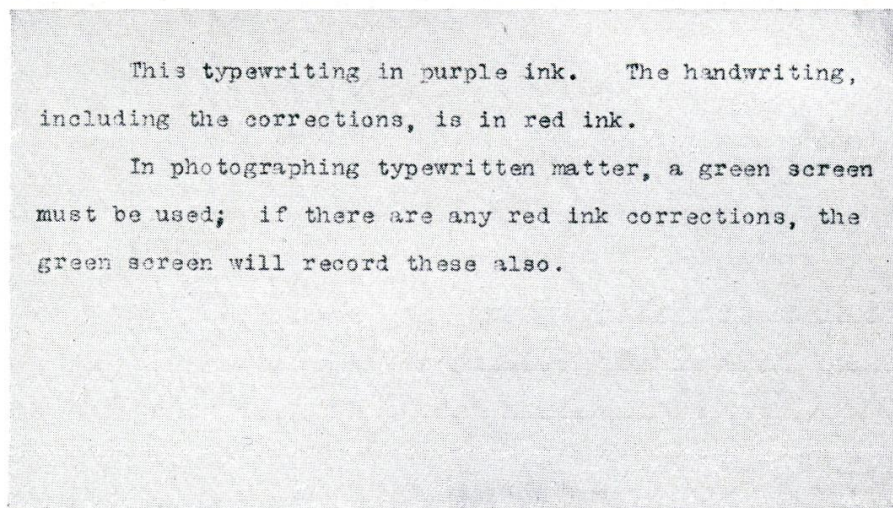 This typewriting in purple ink. The handwriting,
including the corrections, is in red ink.
In photographing typewritten matter, a green screen
must be used; if there are any red ink corrections, the
green screen will record these also.